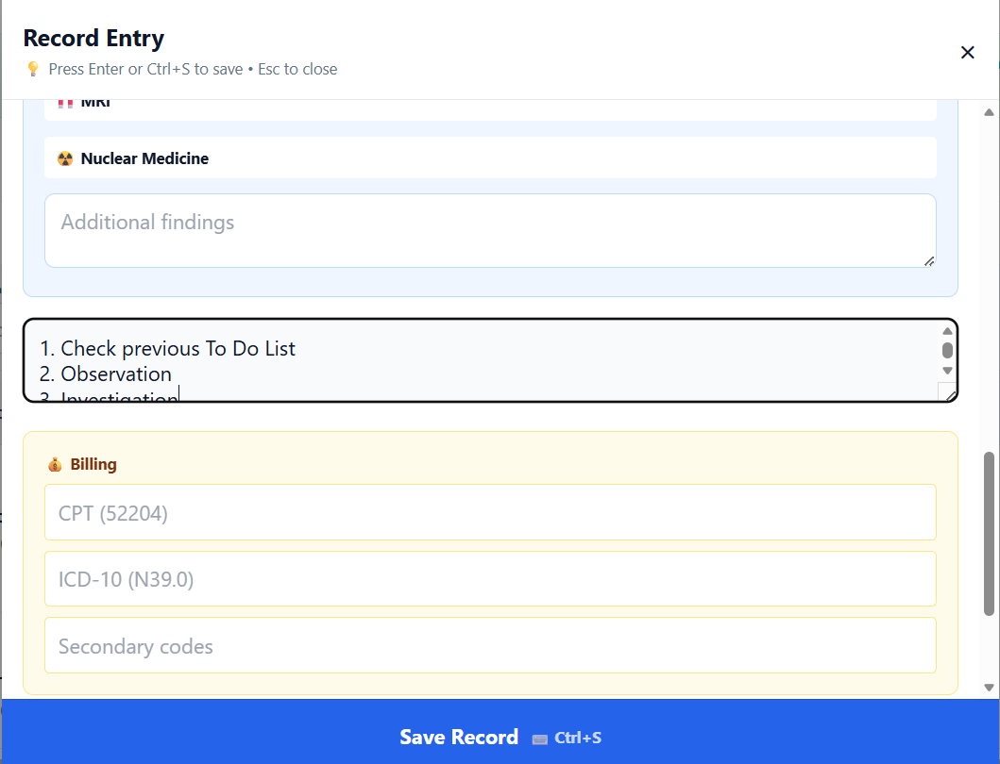 Record Entry
💡 Press Enter or Ctrl+S to save • Esc to close
MRI
Nuclear Medicine
Additional findings
1. Check previous To Do List
2. Observation
3. Investigation
Billing
CPT (52204)
ICD-10 (N39.0)
Secondary codes
Save Record Ctrl+S